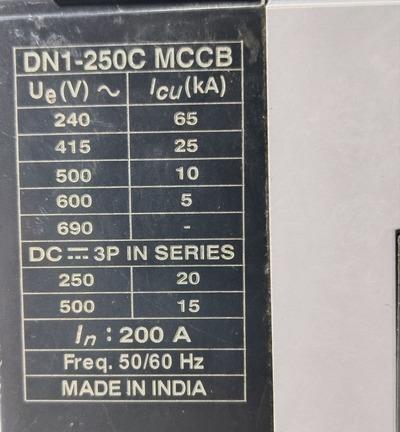 DN1-250C MCCB
Ue(V) ~ Icu(kA)
240 65
415 25
500 10
600 5
690 -
DC ⎓ 3P IN SERIES
250 20
500 15
In : 200 A
Freq. 50/60 Hz
MADE IN INDIA